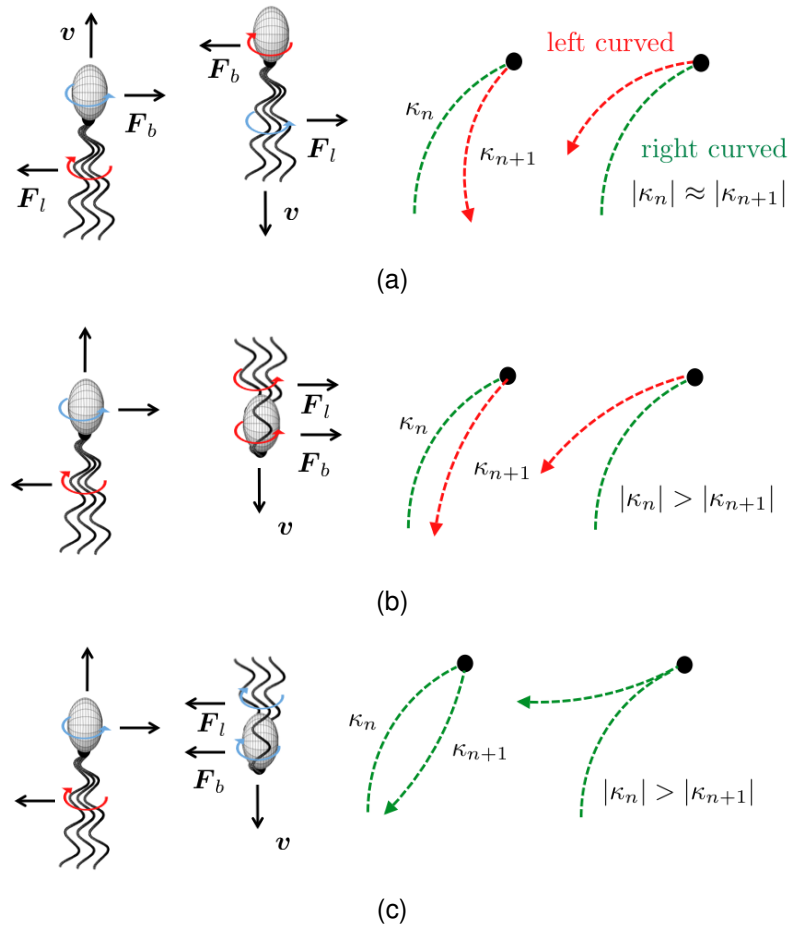 v
F_b
F_l
F_b
F_l
v
κ_n
κ_{n+1}
left curved
right curved
|κ_n| ≈ |κ_{n+1}|
(a)
F_l
F_b
v
κ_n
κ_{n+1}
|κ_n| > |κ_{n+1}|
(b)
F_l
F_b
v
κ_n
κ_{n+1}
|κ_n| > |κ_{n+1}|
(c)